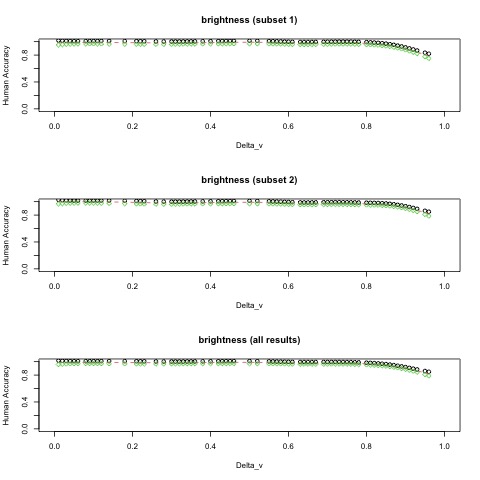 brightness (subset 1)
Human Accuracy
0.0 0.4 0.8
0.0 0.2 0.4 0.6 0.8 1.0
Delta_v
brightness (subset 2)
Human Accuracy
0.0 0.4 0.8
0.0 0.2 0.4 0.6 0.8 1.0
Delta_v
brightness (all results)
Human Accuracy
0.0 0.4 0.8
0.0 0.2 0.4 0.6 0.8 1.0
Delta_v